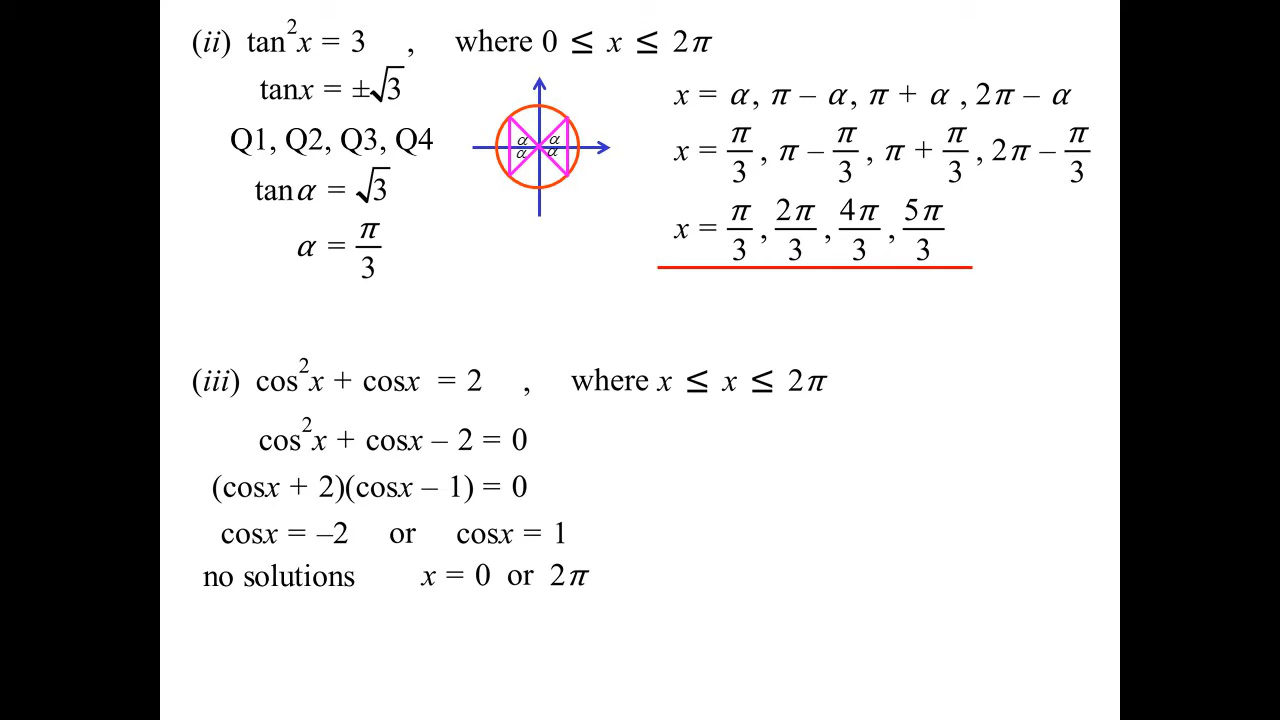 (ii) tan²x = 3 , where 0 ≤ x ≤ 2π
tanx = ±√3
Q1, Q2, Q3, Q4
tanα = √3
α = π/3
α α
α α
x = α, π – α, π + α , 2π – α
x = π/3 , π – π/3 , π + π/3 , 2π – π/3
x = π/3 , 2π/3 , 4π/3 , 5π/3
(iii) cos²x + cosx = 2 , where x ≤ x ≤ 2π
cos²x + cosx – 2 = 0
(cosx + 2)(cosx – 1) = 0
cosx = –2 or cosx = 1
no solutions x = 0 or 2π